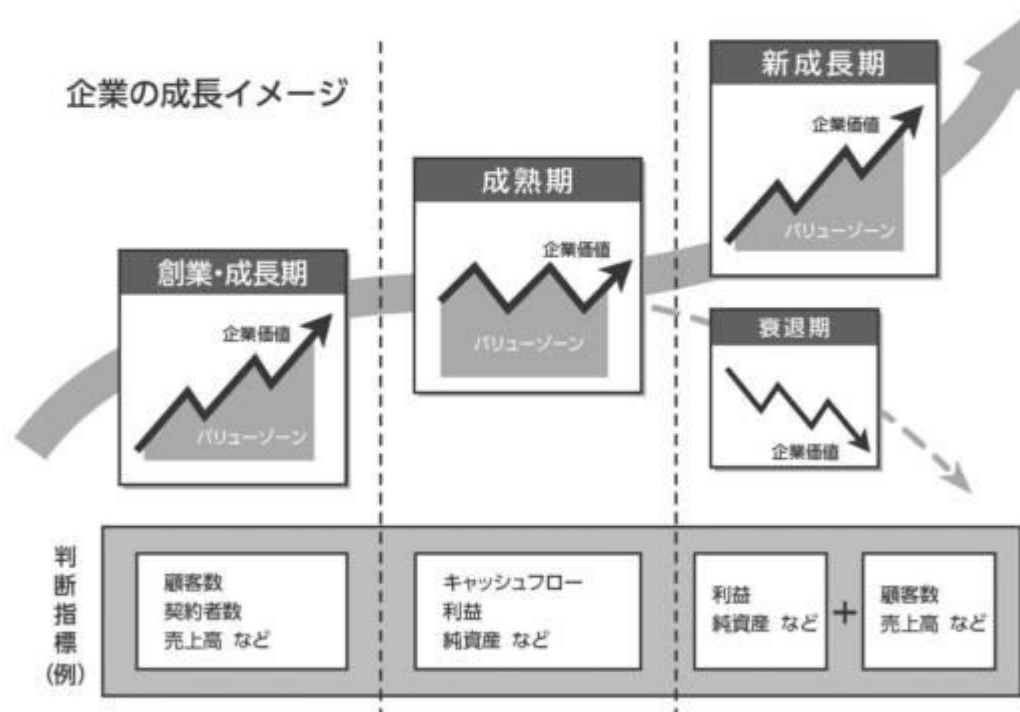 企業の成長イメージ
創業・成長期
企業価値
バリューゾーン
成熟期
企業価値
バリューゾーン
新成長期
企業価値
バリューゾーン
衰退期
企業価値
判断指標(例)
顧客数
契約者数
売上高 など
キャッシュフロー
利益
純資産 など
利益
純資産 など
+
顧客数
売上高 など